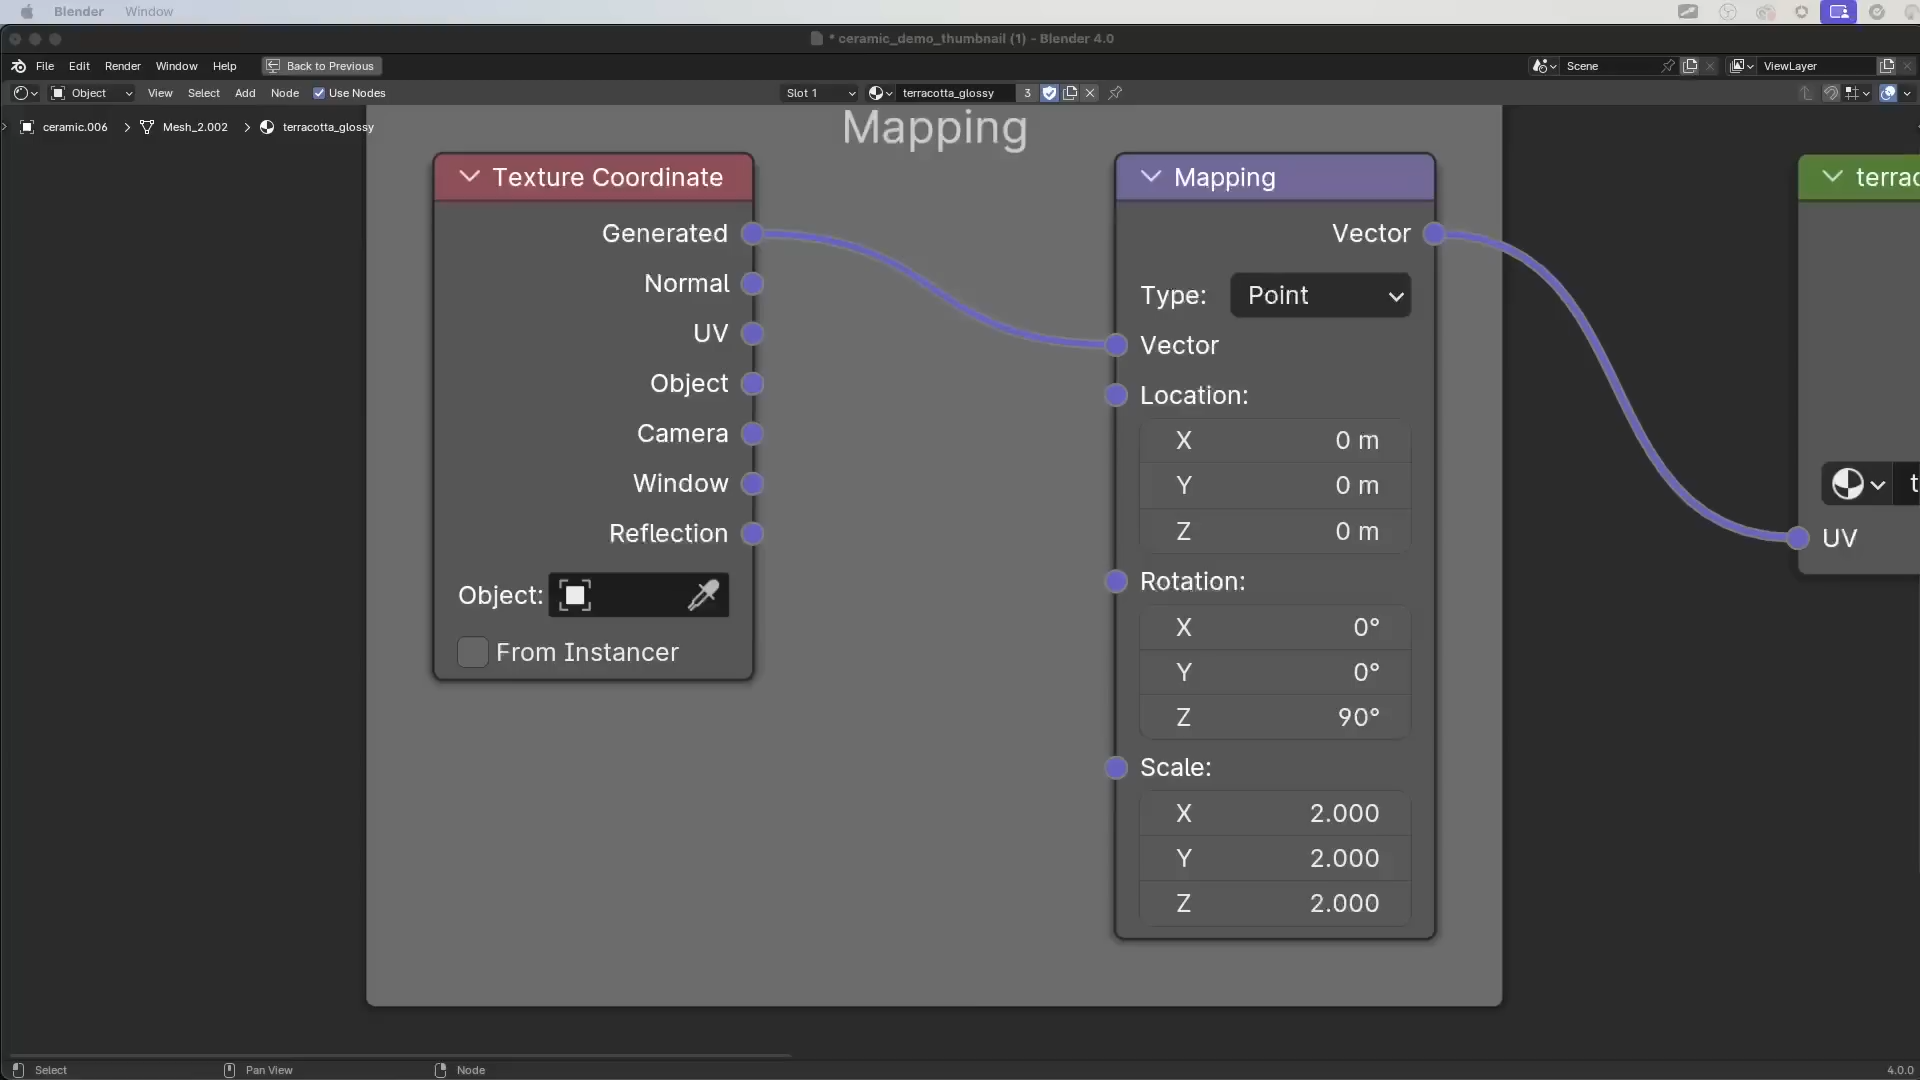 Blender Window
* ceramic_demo_thumbnail (1) - Blender 4.0
File Edit Render Window Help Back to Previous Scene ViewLayer
Object View Select Add Node Use Nodes Slot 1 terracotta_glossy 3
ceramic.006 Mesh_2.002 terracotta_glossy
Mapping
Texture Coordinate
Generated
Normal
UV
Object
Camera
Window
Reflection
Object:
From Instancer
Mapping
Vector
Type: Point
Vector
Location:
X 0 m
Y 0 m
Z 0 m
Rotation:
X 0°
Y 0°
Z 90°
Scale:
X 2.000
Y 2.000
Z 2.000
terrac
t
UV
Select Pan View Node 4.0.0